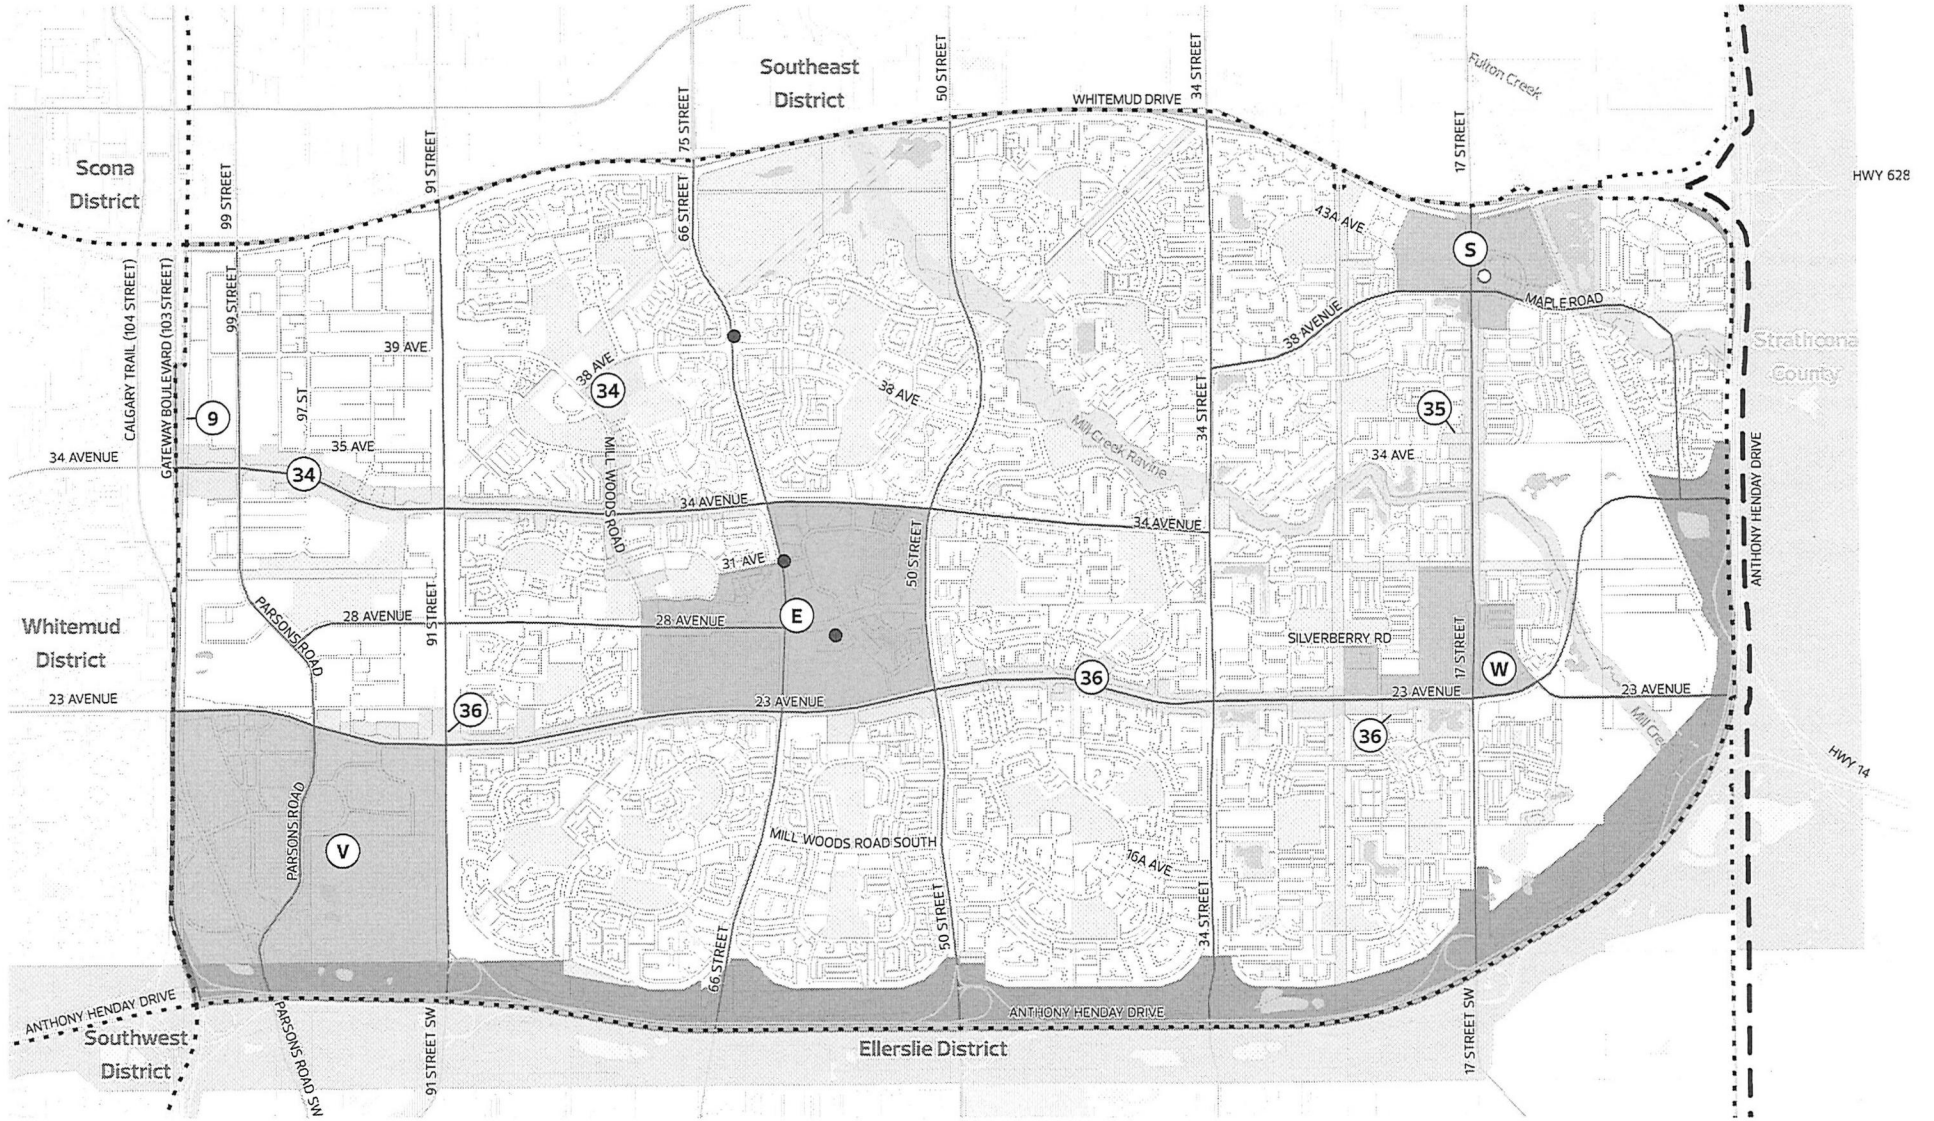 Southeast
District
50 STREET
34 STREET
WHITEMUD DRIVE
Fulton Creek
75 STREET
17 STREET
91 STREET
Scona
District
99 STREET
66 STREET
HWY 628
43A AVE
S
CALGARY TRAIL (104 STREET)
GATEWAY BOULEVARD (103 STREET)
99 STREET
MAPLE ROAD
38 AVENUE
Strathcona
County
39 AVE
38 AVE
34
38 AVE
97 ST
9
34 STREET
35
35 AVE
34 AVENUE
34
MILL WOODS ROAD
Mill Creek Ravine
34 AVE
34 AVENUE
34 AVENUE
ANTHONY HENDAY DRIVE
31 AVE
50 STREET
91 STREET
PARSONS ROAD
28 AVENUE
28 AVENUE
E
Whitemud
District
SILVERBERRY RD
17 STREET
W
36
23 AVENUE
23 AVENUE
23 AVENUE
23 AVENUE
36
36
Mill Cre
HWY 14
PARSONS ROAD
V
MILL WOODS ROAD SOUTH
16A AVE
66 STREET
50 STREET
34 STREET
ANTHONY HENDAY DRIVE
ANTHONY HENDAY DRIVE
Southwest
District
PARSONS ROAD SW
91 STREET SW
Ellerslie District
17 STREET SW